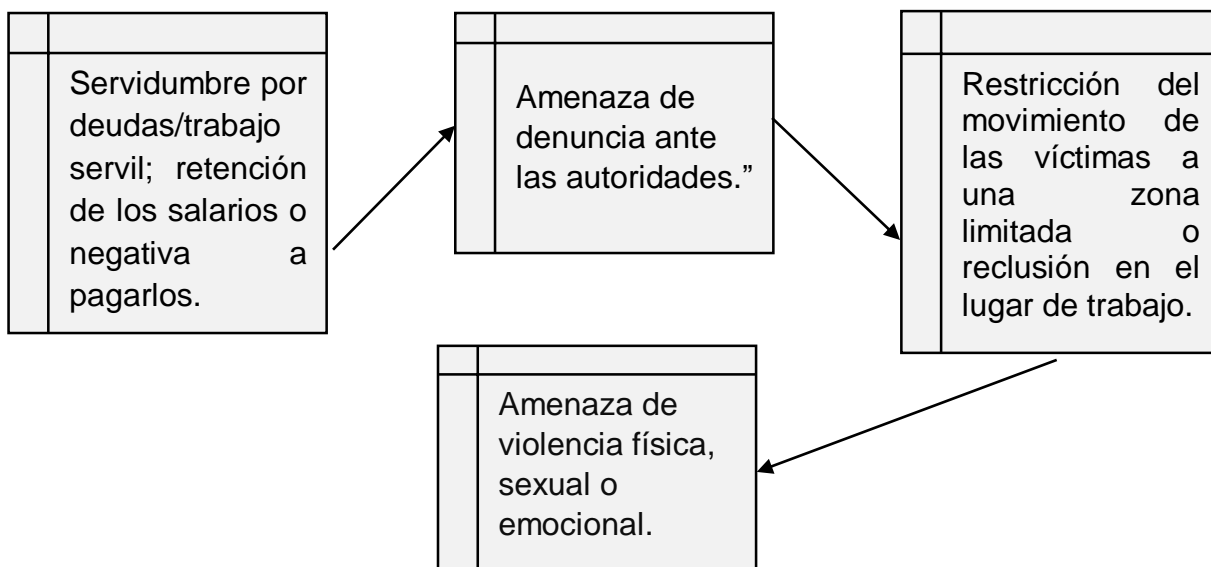 Servidumbre por
deudas/trabajo
servil; retención
de los salarios o
negativa a
pagarlos.
Amenaza de
denuncia ante
las autoridades.”
Restricción del
movimiento de
las víctimas a
una zona
limitada o
reclusión en el
lugar de trabajo.
Amenaza de
violencia física,
sexual o
emocional.